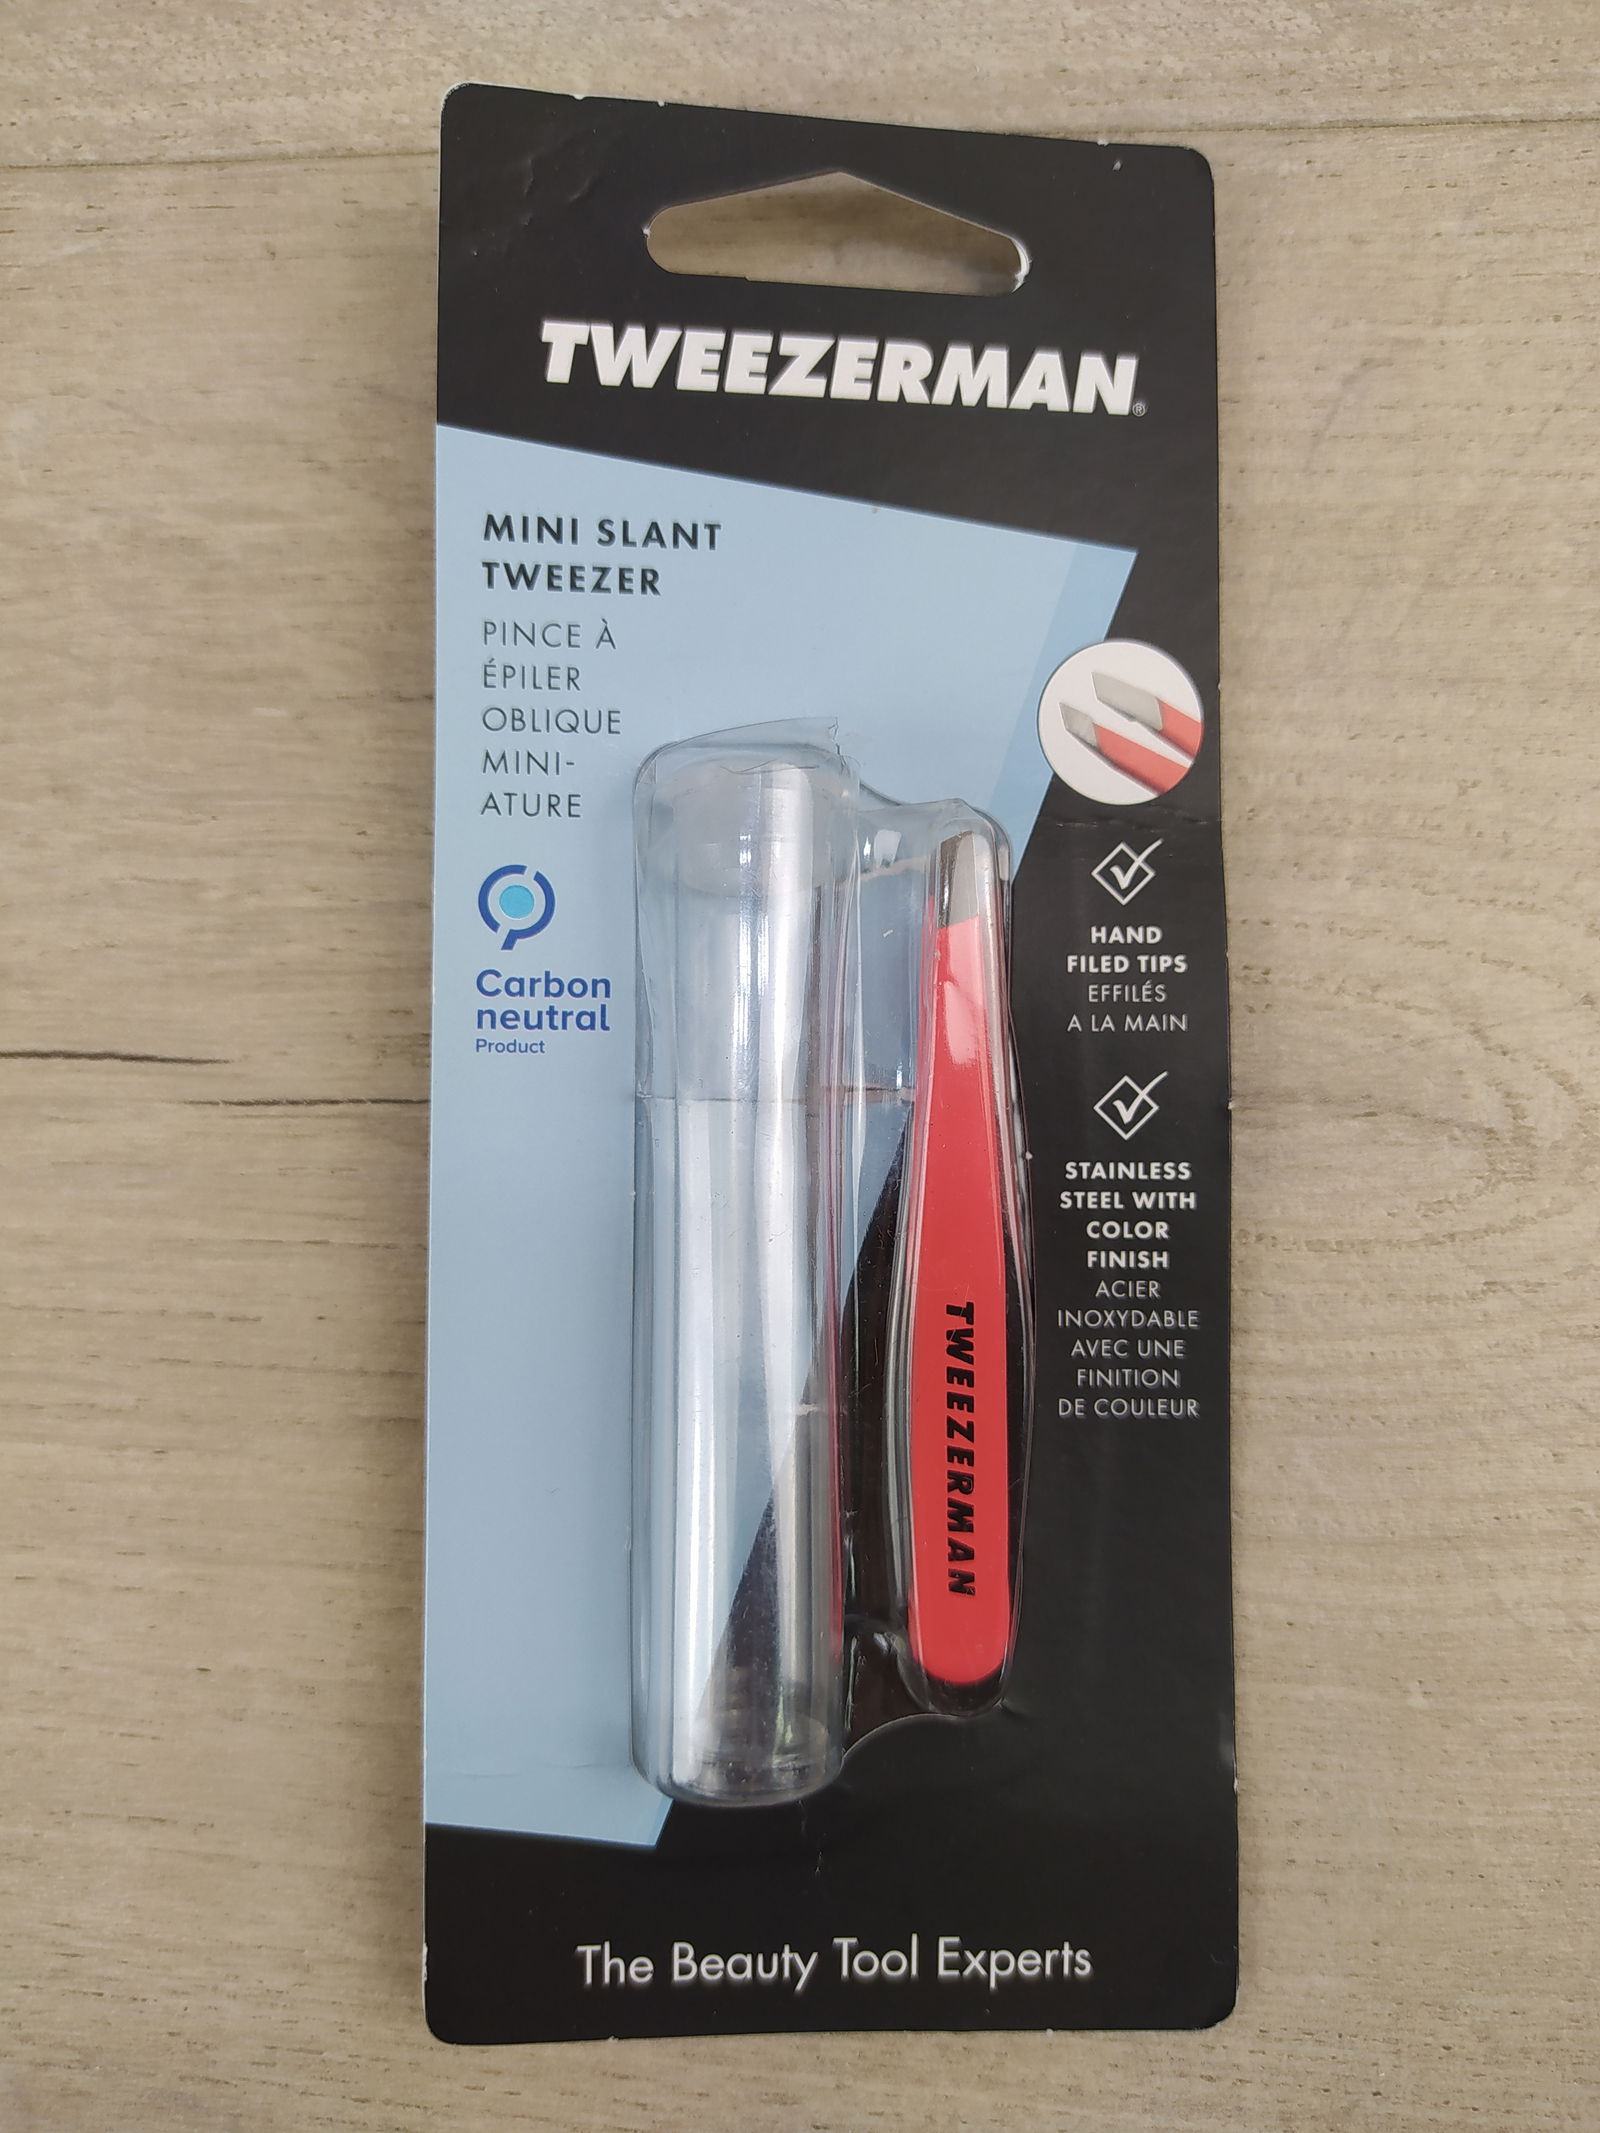 TWEEZERMAN®
MINI SLANT
TWEEZER
PINCE À
ÉPILER
OBLIQUE
MINI-
ATURE
Carbon
neutral
Product
HAND
FILED TIPS
EFFILÉS
A LA MAIN
STAINLESS
STEEL WITH
COLOR
FINISH
ACIER
INOXYDABLE
AVEC UNE
FINITION
DE COULEUR
TWEEZERMAN
The Beauty Tool Experts